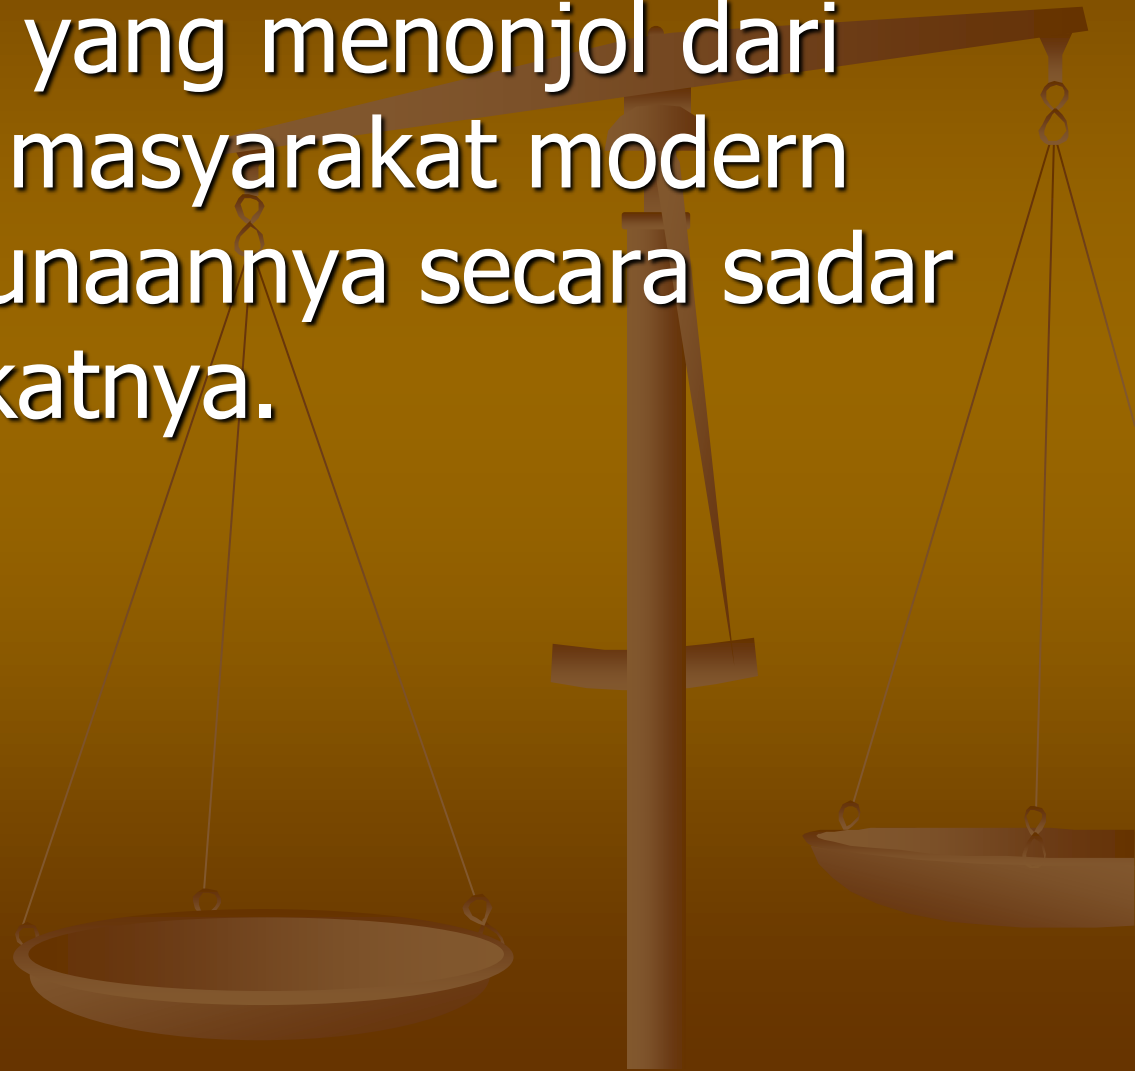 yang menonjol dari
masyarakat modern
unaannya secara sadar
katnya.